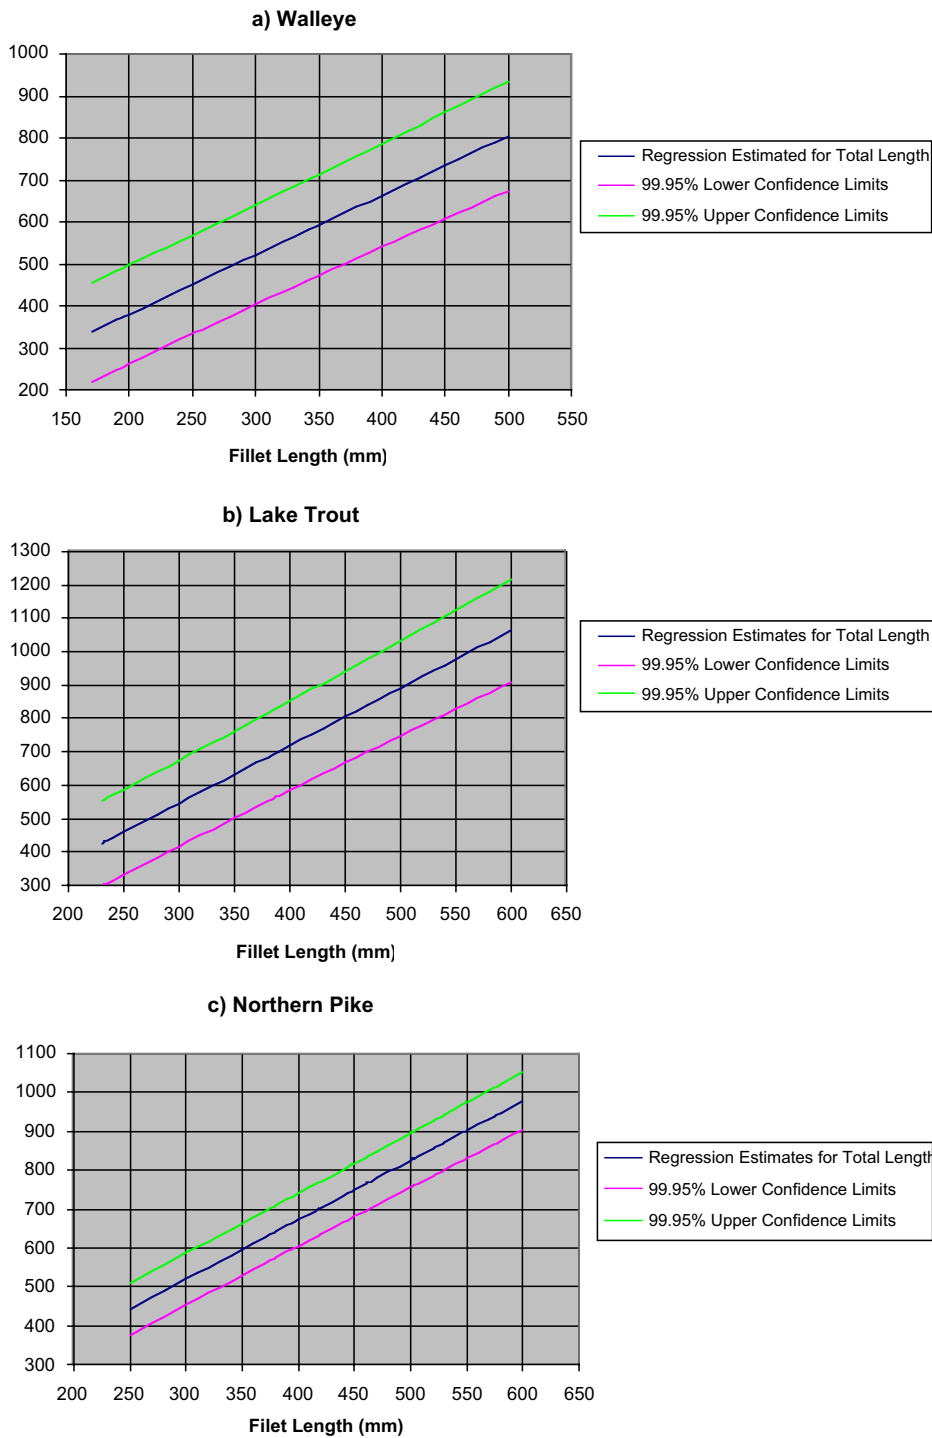 a) Walleye
1000
900
800
700
600
500
400
300
200
150 200 250 300 350 400 450 500 550
Fillet Length (mm)
Regression Estimated for Total Length
99.95% Lower Confidence Limits
99.95% Upper Confidence Limits
b) Lake Trout
1300
1200
1100
1000
900
800
700
600
500
400
300
200 250 300 350 400 450 500 550 600 650
Fillet Length (mm)
Regression Estimates for Total Length
99.95% Lower Confidence Limits
99.95% Upper Confidence Limits
c) Northern Pike
1100
1000
900
800
700
600
500
400
300
200 250 300 350 400 450 500 550 600 650
Filet Length (mm)
Regression Estimates for Total Length
99.95% Lower Confidence Limits
99.95% Upper Confidence Limits